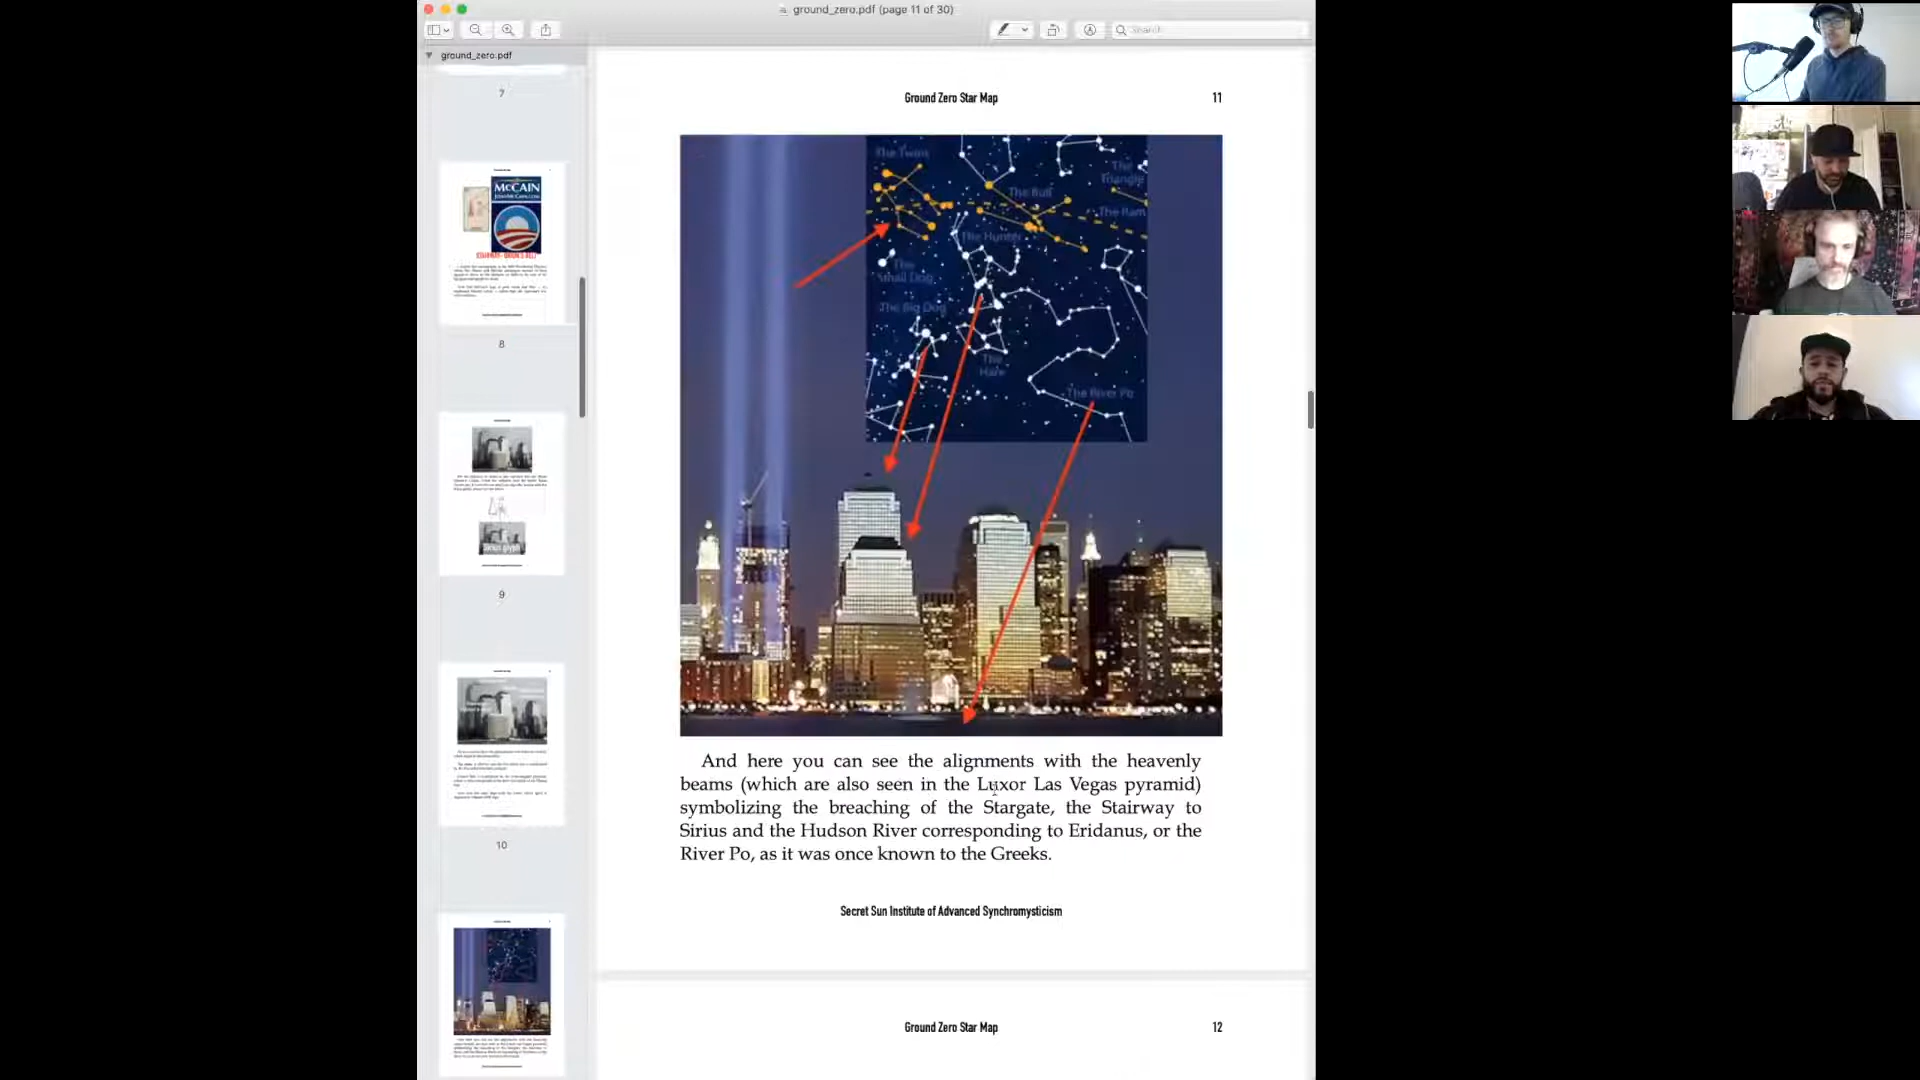 ground_zero.pdf (page 11 of 30)
Search
ground_zero.pdf
7
McCAIN
8
Sirius glyph
9
10
Ground Zero Star Map
11
The Twins
The Bull
The
Triangle
The Ram
The Hunter
The
Small Dog
The Big Dog
The
Hare
The River Po
And here you can see the alignments with the heavenly
beams (which are also seen in the Luxor Las Vegas pyramid)
symbolizing the breaching of the Stargate, the Stairway to
Sirius and the Hudson River corresponding to Eridanus, or the
River Po, as it was once known to the Greeks.
Secret Sun Institute of Advanced Synchromysticism
Ground Zero Star Map
12